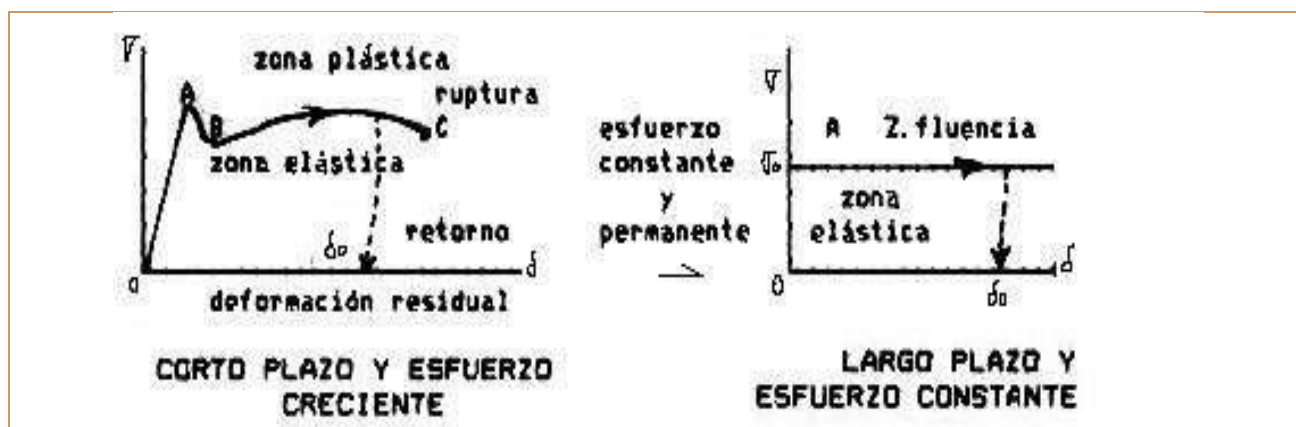 σ
zona plástica
A
ruptura
B
C
zona elástica
δo
retorno
δ
0
deformación residual
CORTO PLAZO Y ESFUERZO
CRECIENTE
esfuerzo
constante
y
permanente
σ
A Z. fluencia
σo
zona
elástica
δ
0
δo
LARGO PLAZO Y
ESFUERZO CONSTANTE